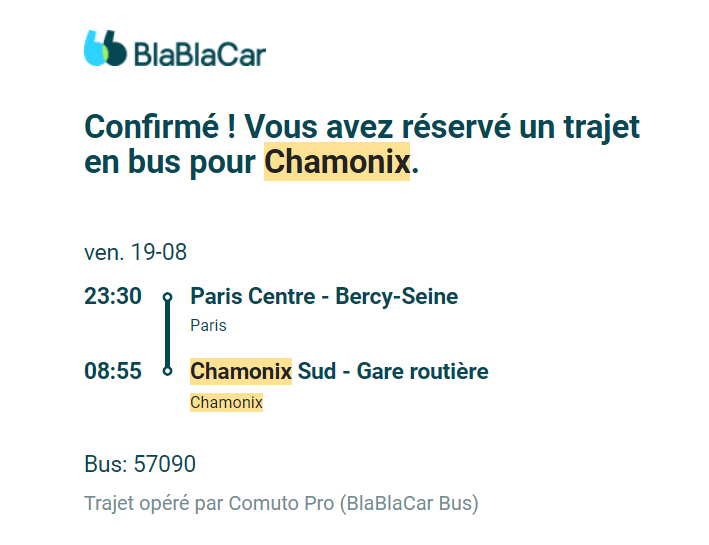 BlaBlaCar
Confirmé ! Vous avez réservé un trajet
en bus pour Chamonix.
ven. 19-08
23:30 Paris Centre - Bercy-Seine
Paris
08:55 Chamonix Sud - Gare routière
Chamonix
Bus: 57090
Trajet opéré par Comuto Pro (BlaBlaCar Bus)